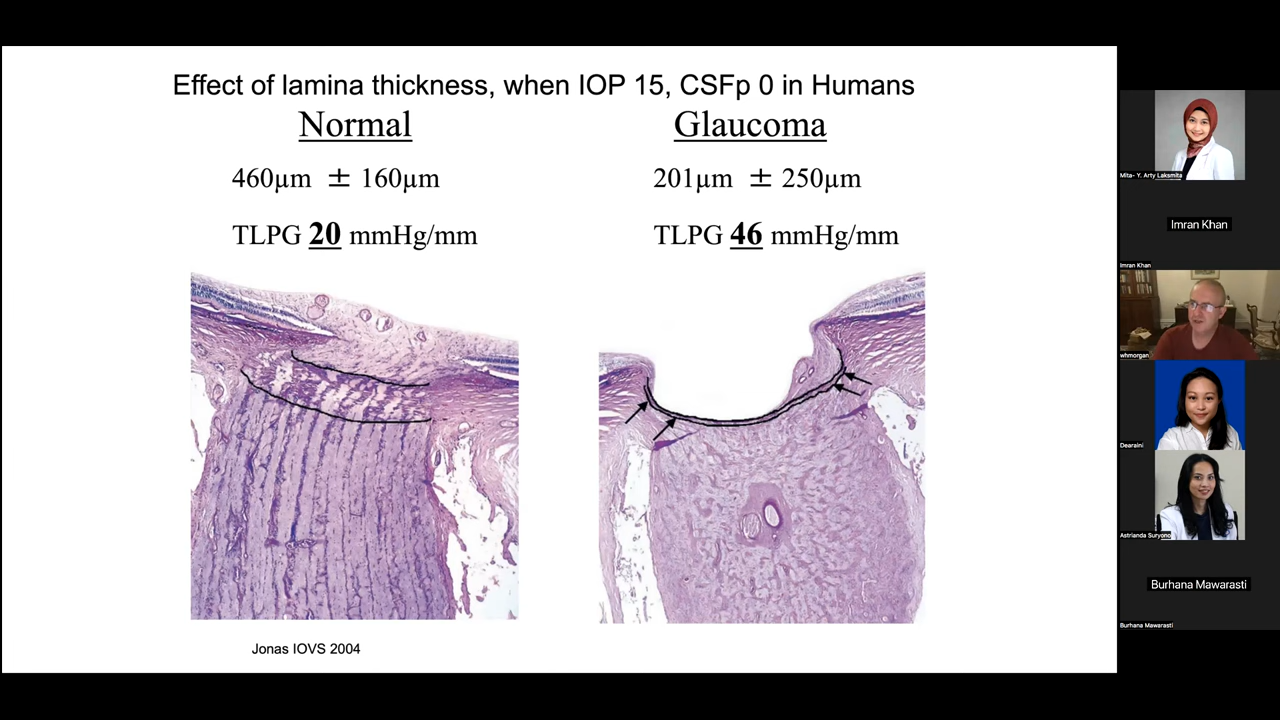 Effect of lamina thickness, when IOP 15, CSFp 0 in Humans
Normal
460µm ± 160µm
TLPG 20 mmHg/mm
Glaucoma
201µm ± 250µm
TLPG 46 mmHg/mm
Jonas IOVS 2004
Mita- Y. Arty Laksmita
Imran Khan
Imran Khan
whmorgan
Dearaini
Astrianda Suryono
Burhana Mawarasti
Burhana Mawarasti